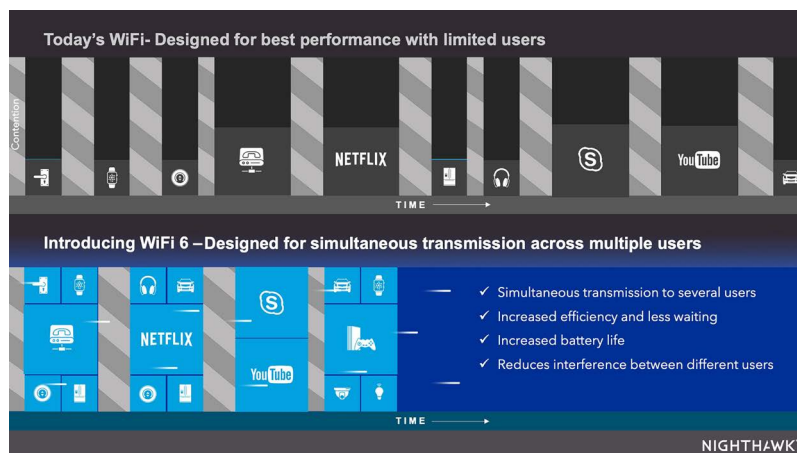 Today's WiFi- Designed for best performance with limited users
Contention
NETFLIX
S
YouTube
TIME
Introducing WiFi 6 –Designed for simultaneous transmission across multiple users
S
NETFLIX
YouTube
✓ Simultaneous transmission to several users
✓ Increased efficiency and less waiting
✓ Increased battery life
✓ Reduces interference between different users
TIME
NIGHTHAWK